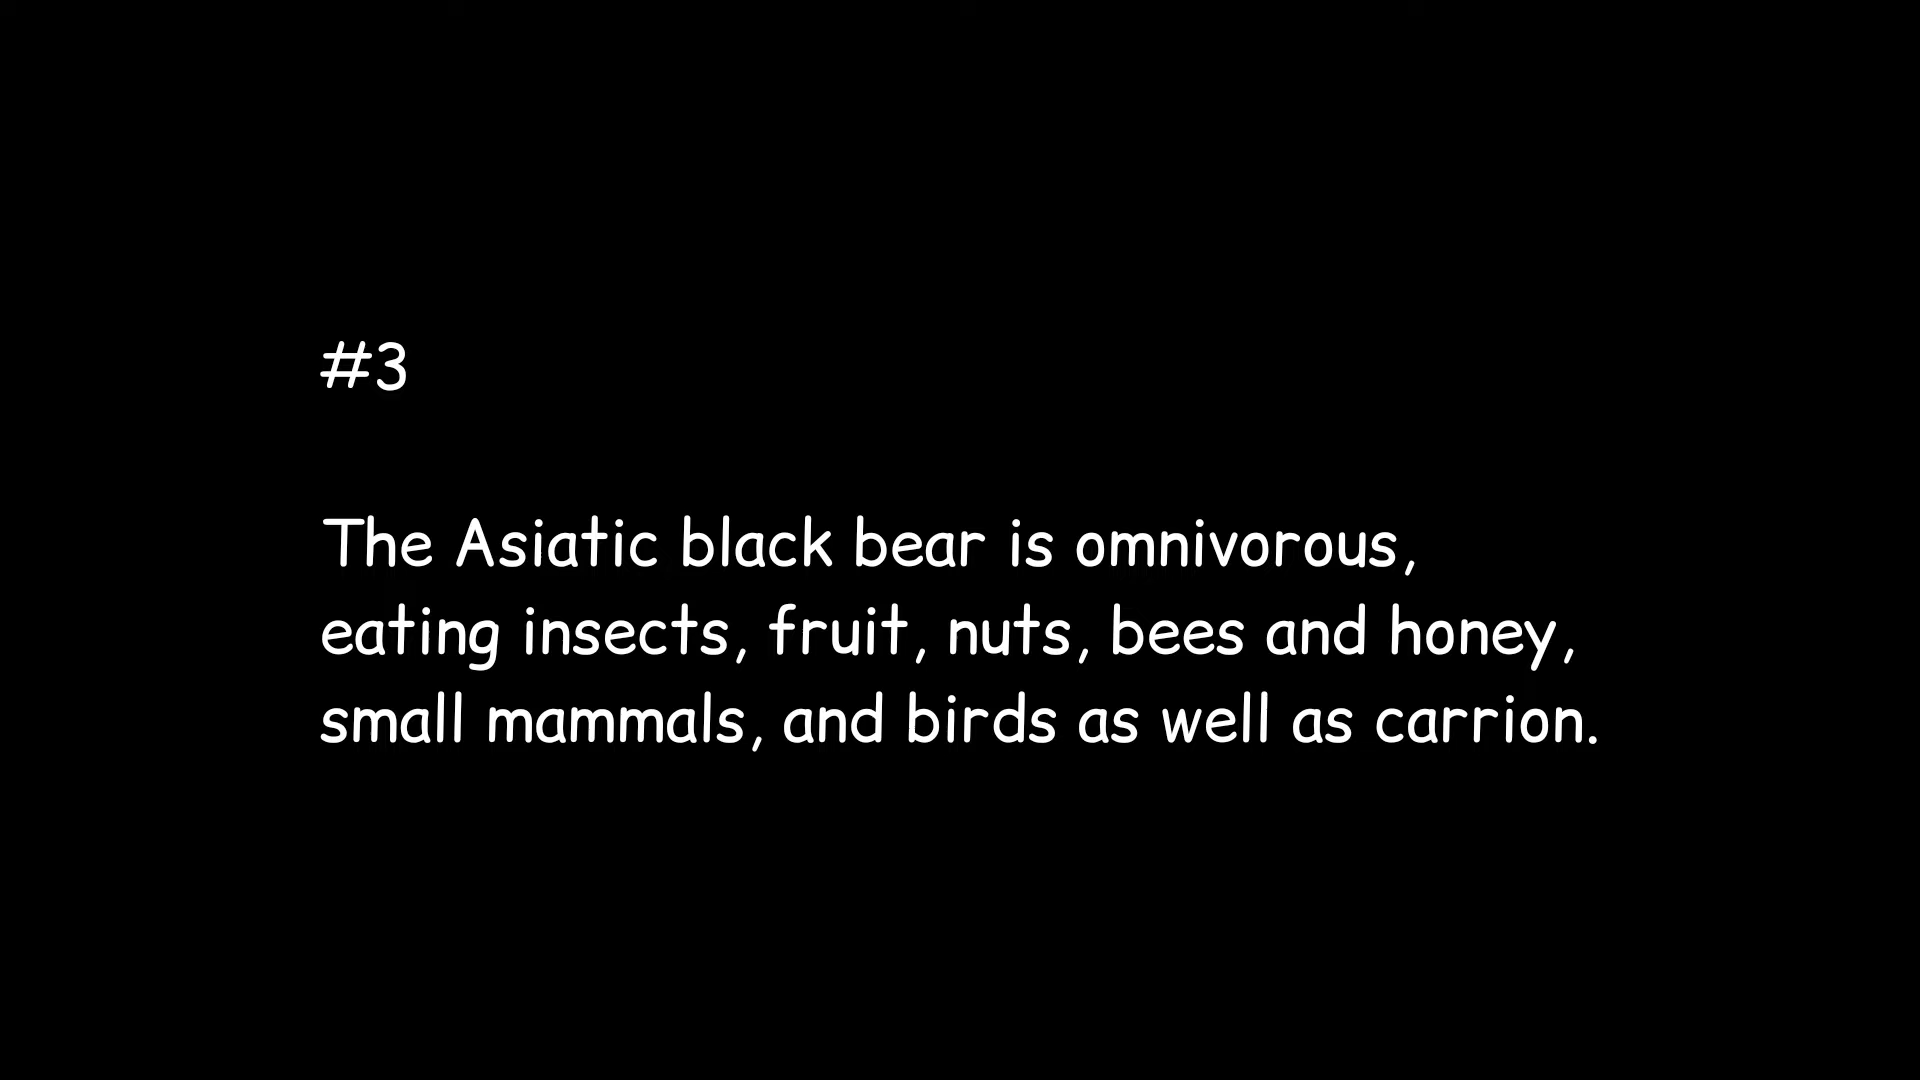 #3
The Asiatic black bear is omnivorous,
eating insects, fruit, nuts, bees and honey,
small mammals, and birds as well as carrion.